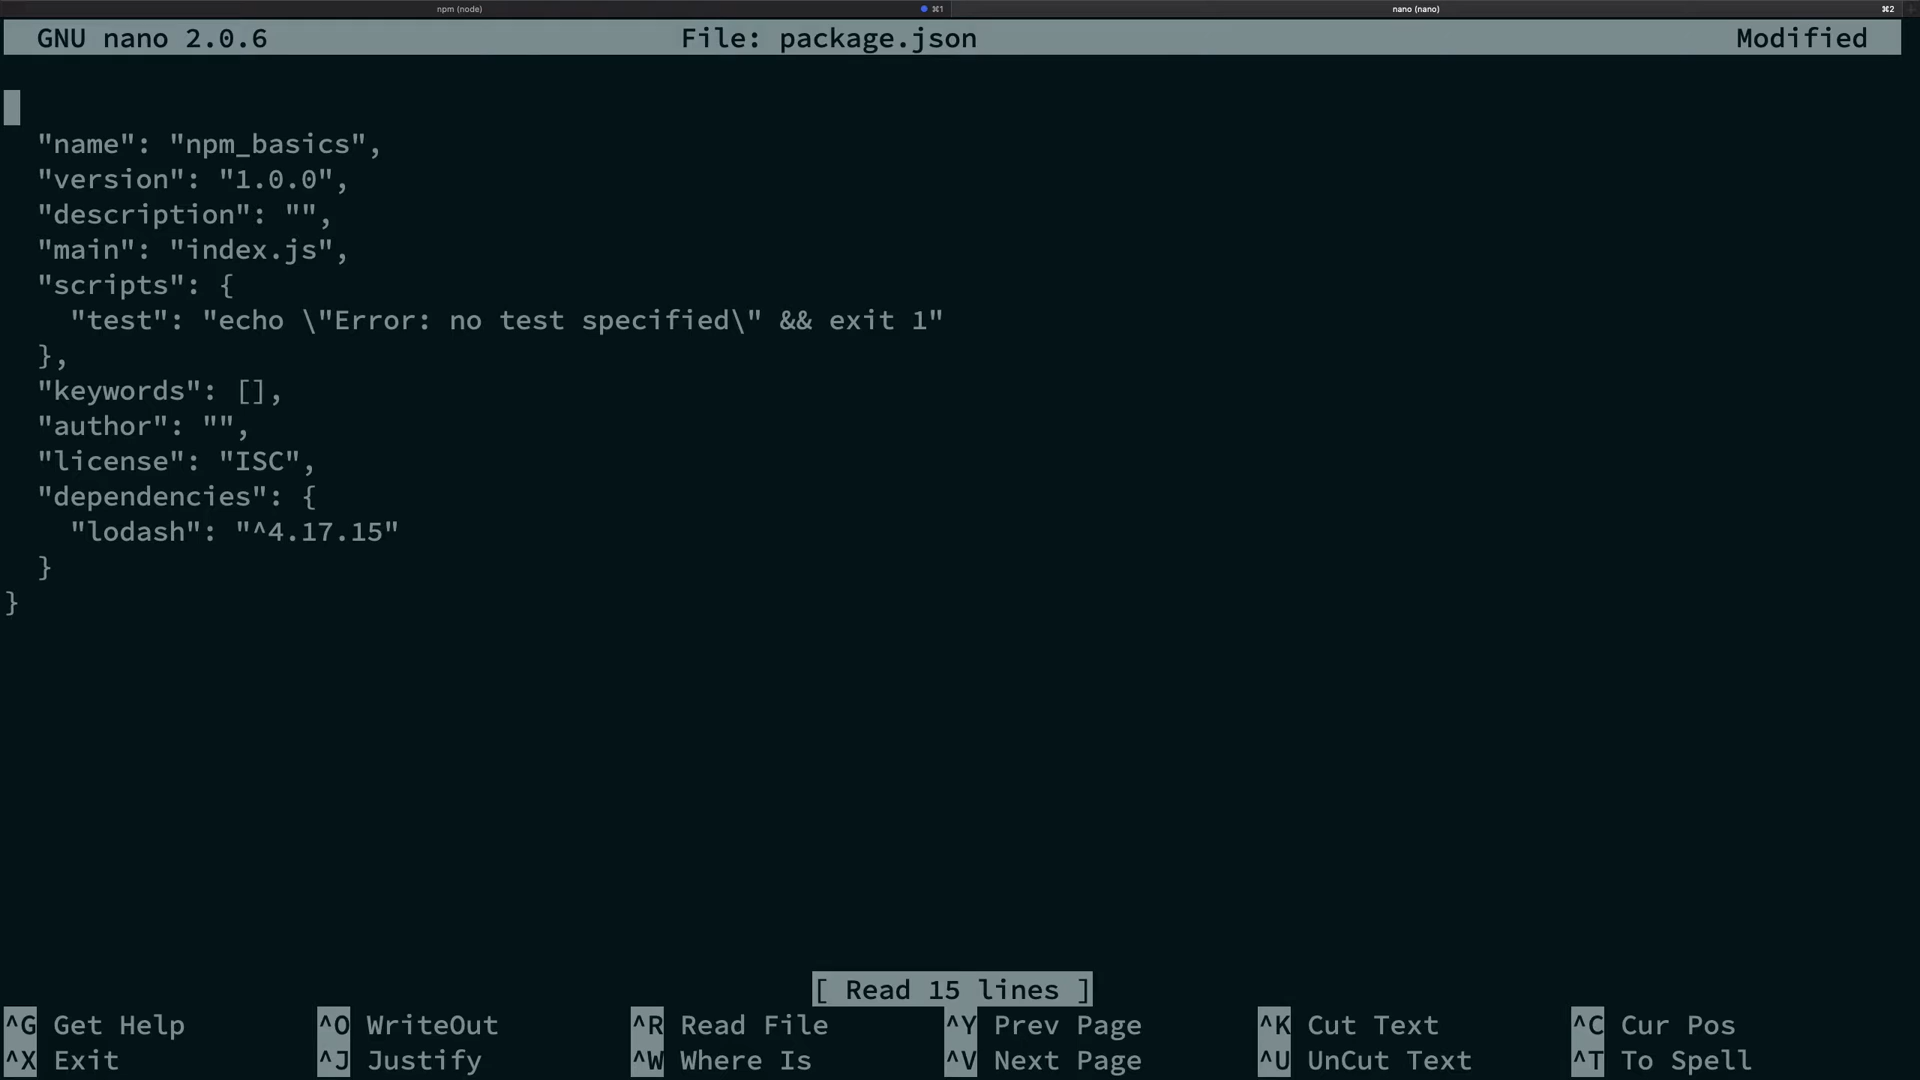 npm (node) ⌘1 nano (nano) ⌘2
GNU nano 2.0.6 File: package.json Modified
"name": "npm_basics",
"version": "1.0.0",
"description": "",
"main": "index.js",
"scripts": {
"test": "echo \"Error: no test specified\" && exit 1"
},
"keywords": [],
"author": "",
"license": "ISC",
"dependencies": {
"lodash": "^4.17.15"
}
}
[ Read 15 lines ]
^G Get Help ^O WriteOut ^R Read File ^Y Prev Page ^K Cut Text ^C Cur Pos
^X Exit ^J Justify ^W Where Is ^V Next Page ^U UnCut Text ^T To Spell